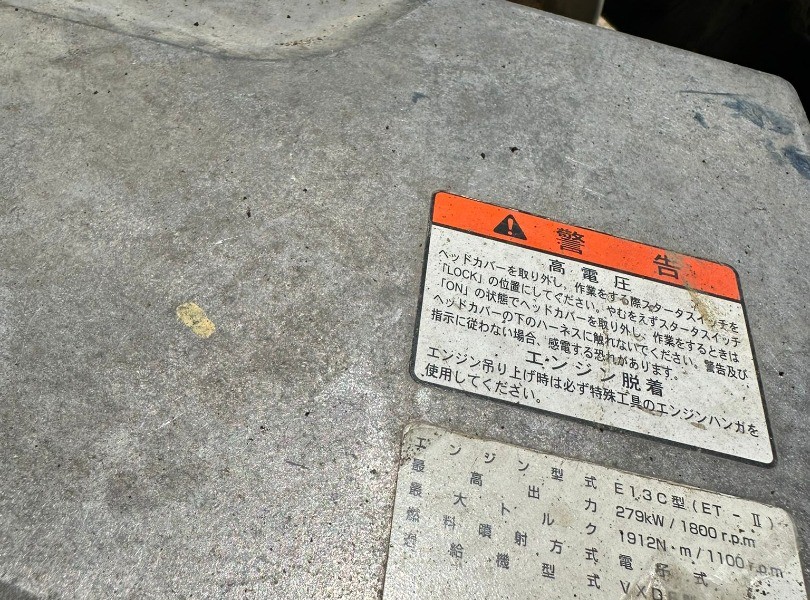 警告
高電圧
ヘッドカバーを取り外し、作業をする際スタータスイッチを
「LOCK」の位置にしてください。やむをえずスタータスイッチ
「ON」の状態でヘッドカバーを取り外し、作業をするときは
ヘッドカバーの下のハーネスに触れないでください。警告及び
指示に従わない場合、感電する恐れがあります。
エンジン脱着
エンジン吊り上げ時は必ず特殊工具のエンジンハンガを
使用してください。
エンジン型式 E13C型(ET-Ⅱ)
最高出力 279kW/1800r.p.m
最大トルク 1912N·m/1100r.p.m
燃料噴射方式 電子式
過給機型式